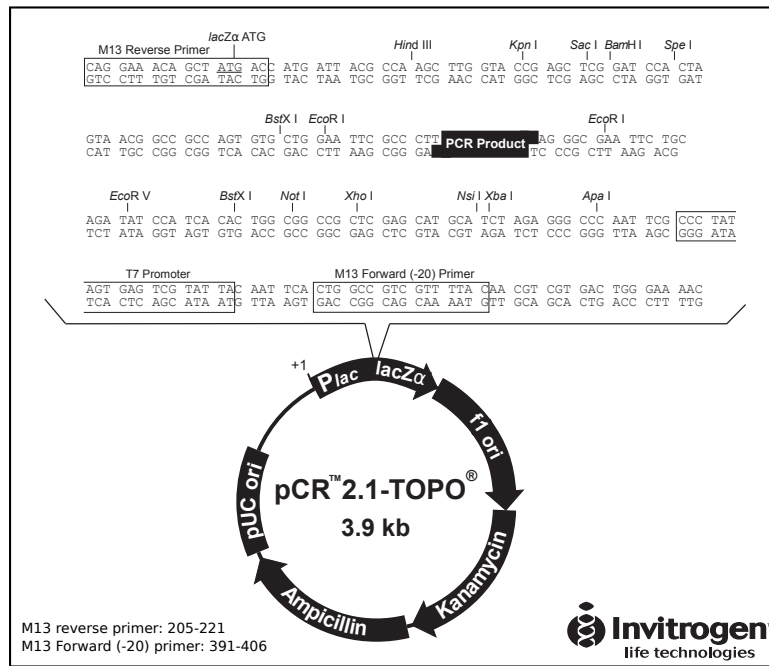 lacZα ATG
M13 Reverse Primer Hind III Kpn I Sac I BamH I Spe I
CAG GAA ACA GCT ATG ACC ATG ATT ACG CCA AGC TTG GTA CCG AGC TCG GAT CCA CTA
GTC CTT TGT CGA TAC TGG TAC TAA TGC GGT TCG AAC CAT GGC TCG AGC CTA GGT GAT
BstX I EcoR I EcoR I
GTA ACG GCC GCC AGT GTG CTG GAA TTC GCC CTT PCR Product AG GGC GAA TTC TGC
CAT TGC CGG CGG TCA CAC GAC CTT AAG CGG GA TC CCG CTT AAG ACG
EcoR V BstX I Not I Xho I Nsi I Xba I Apa I
AGA TAT CCA TCA CAC TGG CGG CCG CTC GAG CAT GCA TCT AGA GGG CCC AAT TCG CCC TAT
TCT ATA GGT AGT GTG ACC GCC GGC GAG CTC GTA CGT AGA TCT CCC GGG TTA AGC GGG ATA
T7 Promoter M13 Forward (-20) Primer
AGT GAG TCG TAT TAC AAT TCA CTG GCC GTC GTT TTA CAA CGT CGT GAC TGG GAA AAC
TCA CTC AGC ATA ATG TTA AGT GAC CGG CAG CAA AAT GTT GCA GCA CTG ACC CTT TTG
+1
Plac lacZα
f1 ori
pUC ori
pCR™2.1-TOPO®
3.9 kb
Kanamycin
Ampicillin
M13 reverse primer: 205-221
M13 Forward (-20) primer: 391-406
Invitrogen
life technologies